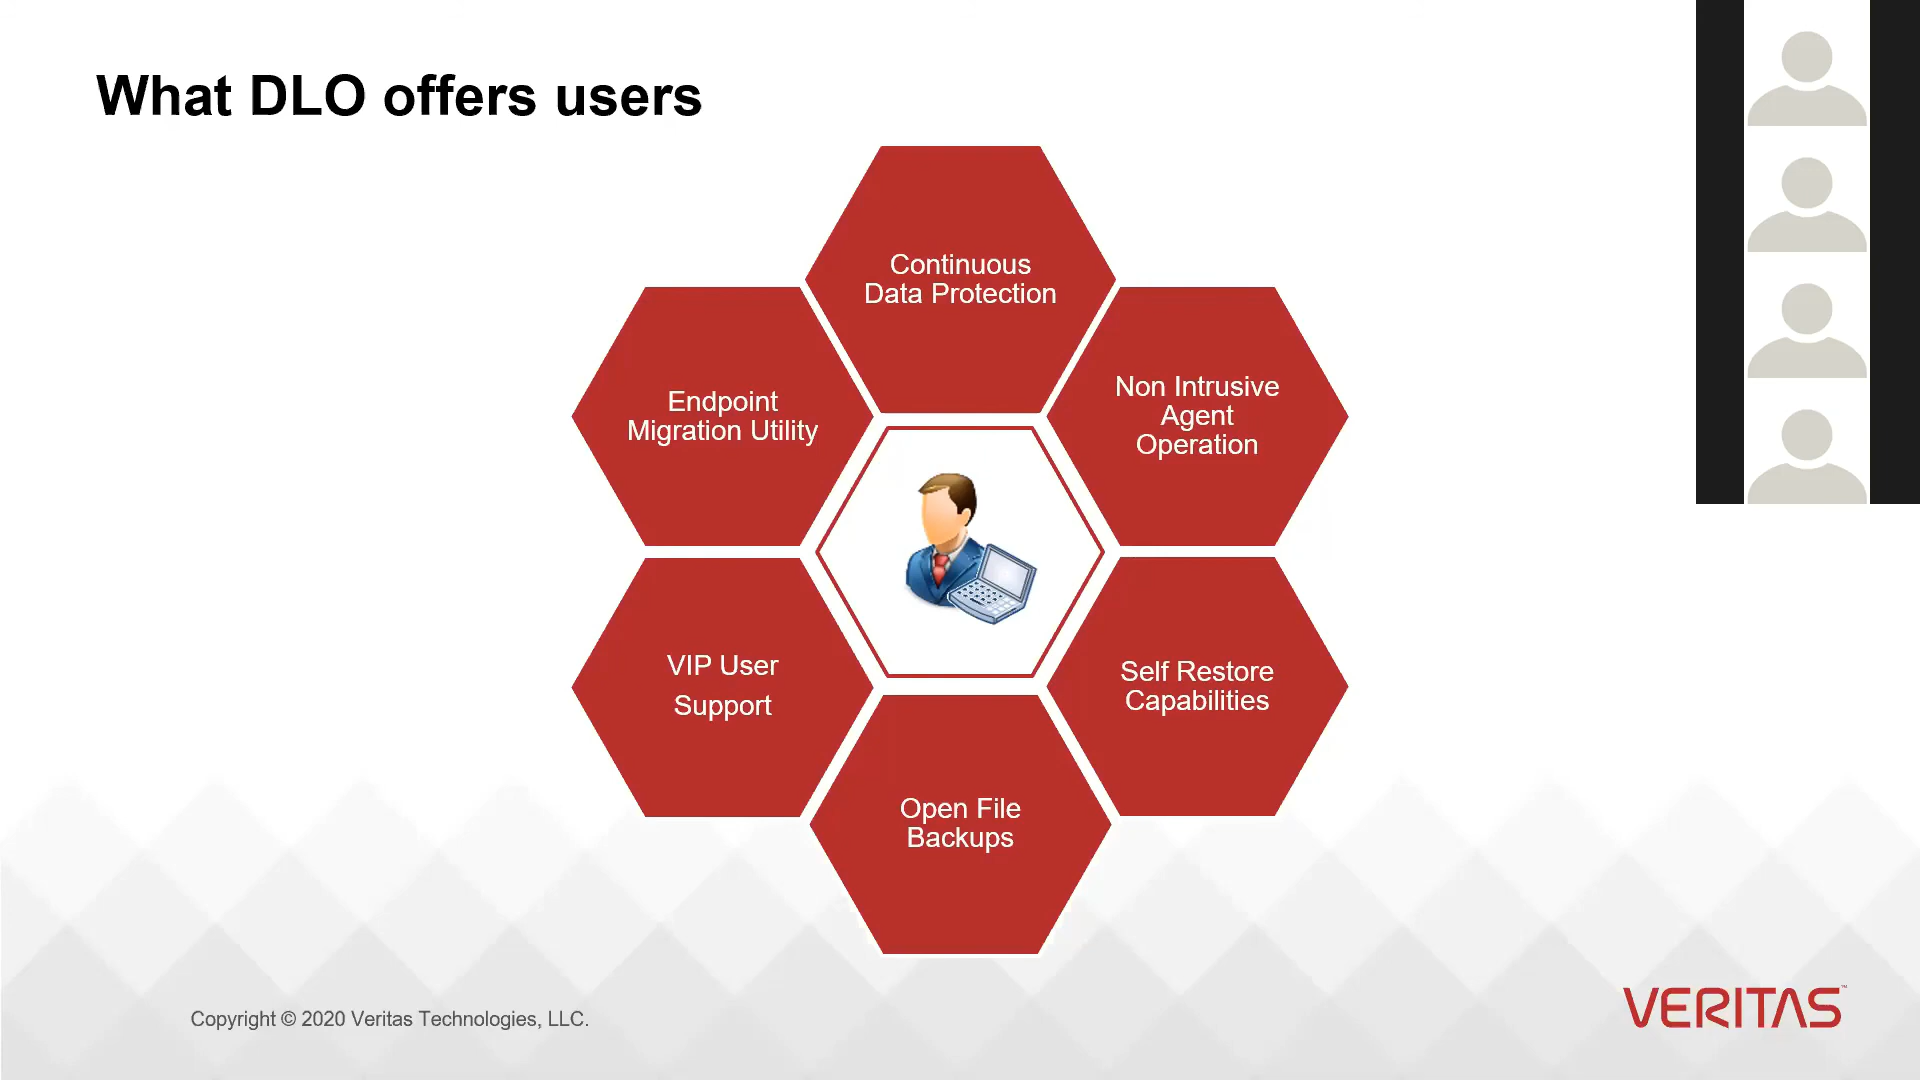 What DLO offers users
Continuous
Data Protection
Endpoint
Migration Utility
Non Intrusive
Agent
Operation
VIP User
Support
Self Restore
Capabilities
Open File
Backups
Copyright © 2020 Veritas Technologies, LLC.
VERITAS™